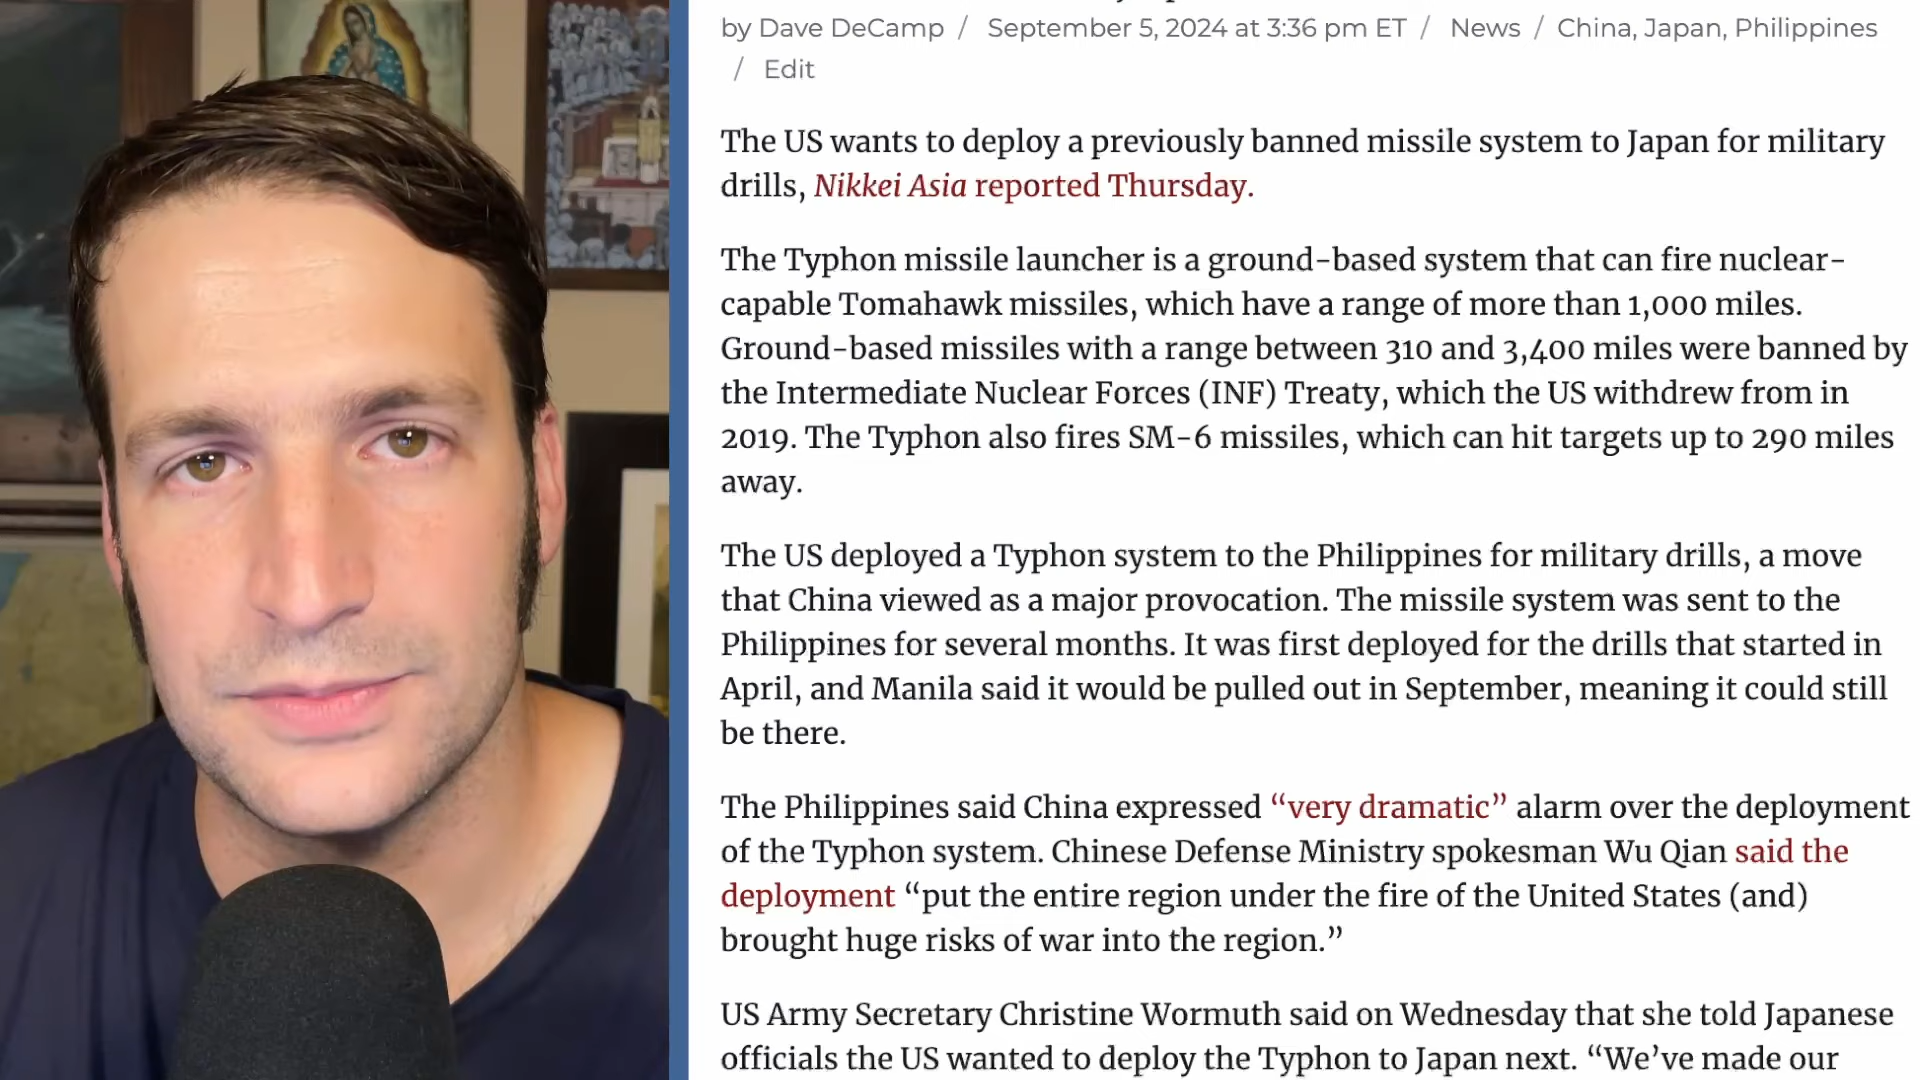 by Dave DeCamp / September 5, 2024 at 3:36 pm ET / News / China, Japan, Philippines
/ Edit
The US wants to deploy a previously banned missile system to Japan for military
drills, Nikkei Asia reported Thursday.
The Typhon missile launcher is a ground-based system that can fire nuclear-
capable Tomahawk missiles, which have a range of more than 1,000 miles.
Ground-based missiles with a range between 310 and 3,400 miles were banned by
the Intermediate Nuclear Forces (INF) Treaty, which the US withdrew from in
2019. The Typhon also fires SM-6 missiles, which can hit targets up to 290 miles
away.
The US deployed a Typhon system to the Philippines for military drills, a move
that China viewed as a major provocation. The missile system was sent to the
Philippines for several months. It was first deployed for the drills that started in
April, and Manila said it would be pulled out in September, meaning it could still
be there.
The Philippines said China expressed “very dramatic” alarm over the deployment
of the Typhon system. Chinese Defense Ministry spokesman Wu Qian said the
deployment “put the entire region under the fire of the United States (and)
brought huge risks of war into the region.”
US Army Secretary Christine Wormuth said on Wednesday that she told Japanese
officials the US wanted to deploy the Typhon to Japan next. “We’ve made our